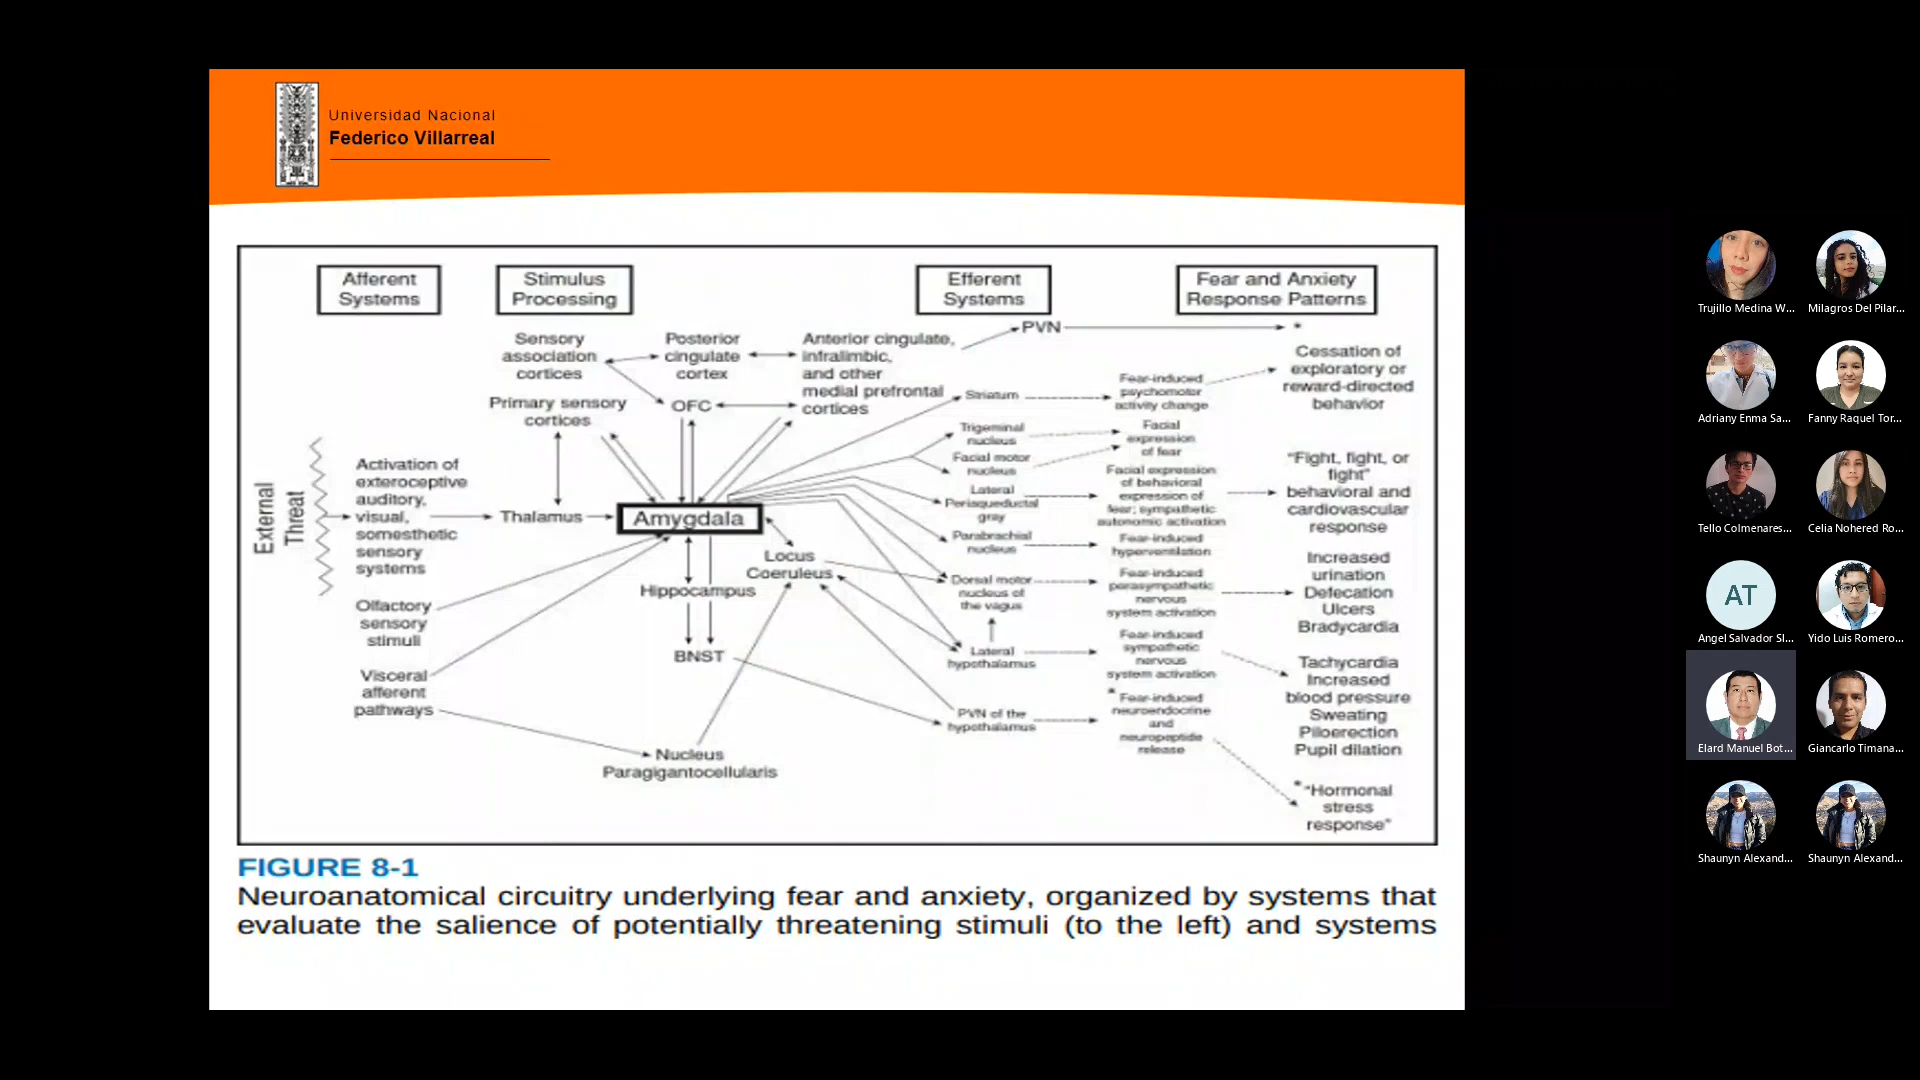 Universidad Nacional
Federico Villarreal
Afferent
Systems
Stimulus
Processing
Efferent
Systems
Fear and Anxiety
Response Patterns
External
Threat
Activation of
exteroceptive
auditory,
visual,
somesthetic
sensory
systems
Olfactory
sensory
stimuli
Visceral
afferent
pathways
Sensory
association
cortices
Primary sensory
cortices
Thalamus
Posterior
cingulate
cortex
OFC
Anterior cingulate,
infralimbic,
and other
medial prefrontal
cortices
Amygdala
Locus
Coeruleus
Hippocampus
BNST
Nucleus
Paragigantocellularis
PVN
Striatum
Trigeminal
nucleus
Facial motor
nucleus
Lateral
Periaqueductal
gray
Parabrachial
nucleus
Dorsal motor
nucleus of
the vagus
Lateral
hypothalamus
PVN of the
hypothalamus
Fear-induced
psychomotor
activity change
Facial
expression
of fear
Facial expression
of behavioral
expression of
fear; sympathetic
autonomic activation
Fear-induced
hyperventilation
Fear-induced
parasympathetic
nervous
system activation
Fear-induced
sympathetic
nervous
system activation
* Fear-induced
neuroendocrine
and
neuropeptide
release
*
Cessation of
exploratory or
reward-directed
behavior
"Fight, fight, or
fight"
behavioral and
cardiovascular
response
Increased
urination
Defecation
Ulcers
Bradycardia
Tachycardia
Increased
blood pressure
Sweating
Piloerection
Pupil dilation
* "Hormonal
stress
response"
FIGURE 8-1
Neuroanatomical circuitry underlying fear and anxiety, organized by systems that
evaluate the salience of potentially threatening stimuli (to the left) and systems
Trujillo Medina W...
Milagros Del Pilar...
Adriany Enma Sa...
Fanny Raquel Tor...
Tello Colmenares...
Celia Nohered Ro...
AT
Angel Salvador Sl...
Yido Luis Romero...
Elard Manuel Bot...
Giancarlo Timana...
Shaunyn Alexand...
Shaunyn Alexand...